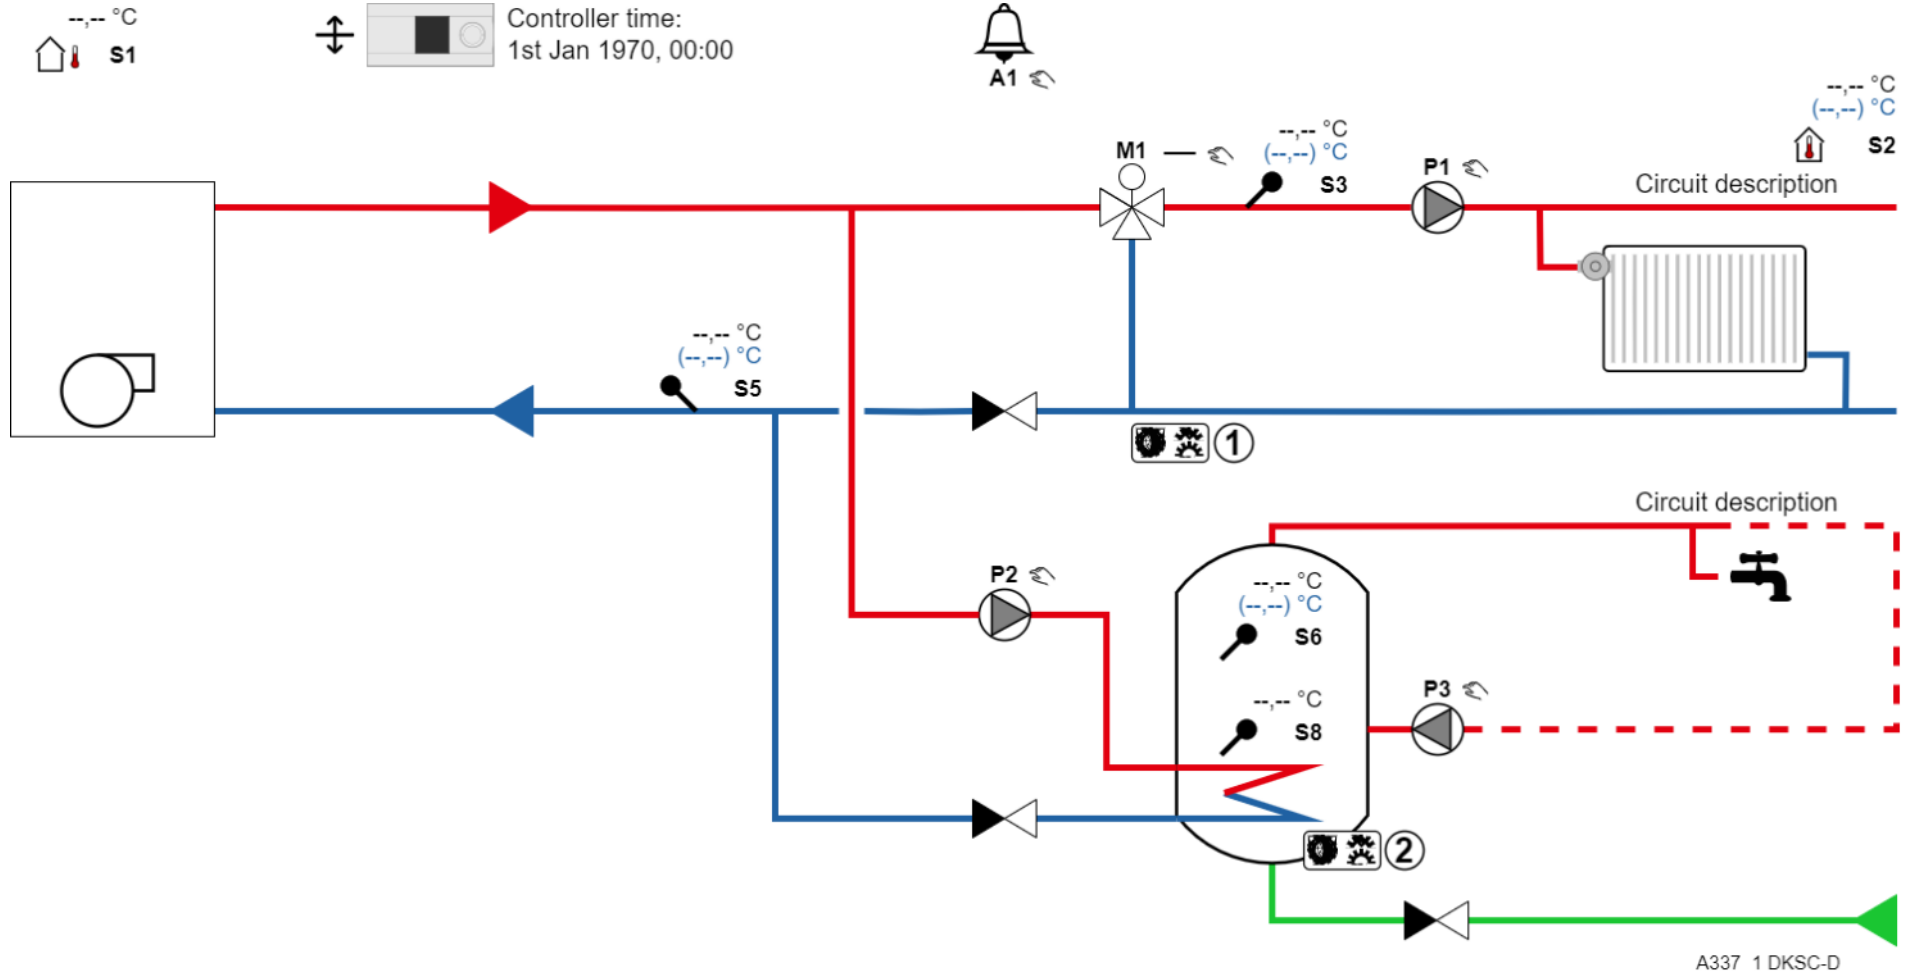 --,-- °C
S1
Controller time:
1st Jan 1970, 00:00
A1
--,-- °C
(--,--) °C
S2
M1
--,-- °C
(--,--) °C
S3
P1
Circuit description
--,-- °C
(--,--) °C
S5
1
Circuit description
P2
--,-- °C
(--,--) °C
S6
--,-- °C
S8
P3
2
A337 1 DKSC-D